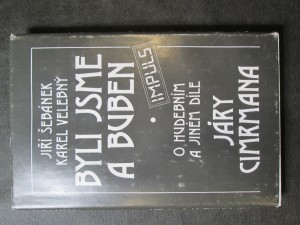 JIŘÍ ŠEBÁNEK
KAREL VELEBNÝ
BYLI JSME
A BUBEN
IMPULS
O HUDEBNÍM
A JINÉM DÍLE
JÁRY
CIMRMANA